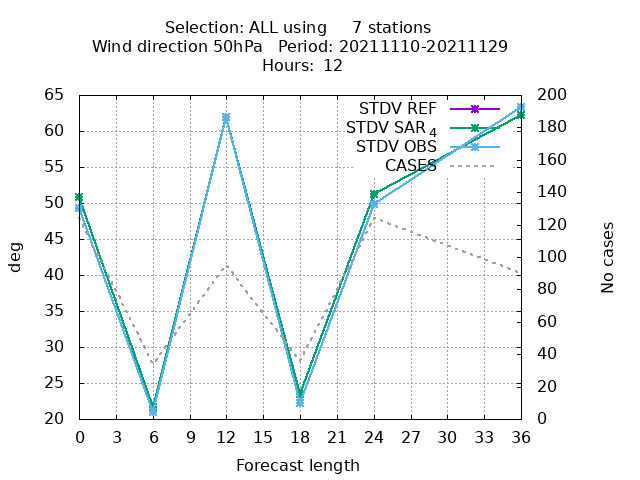 Selection: ALL using     7 stations
Wind direction 50hPa   Period: 20211110-20211129
Hours: 12
65 200
STDV REF
60 180
STDV SAR4
STDV OBS
55 160
CASES
50 140
45 120
40 100
35 80
30 60
25 40
20 20
0
deg
No cases
0 3 6 9 12 15 18 21 24 27 30 33 36
Forecast length